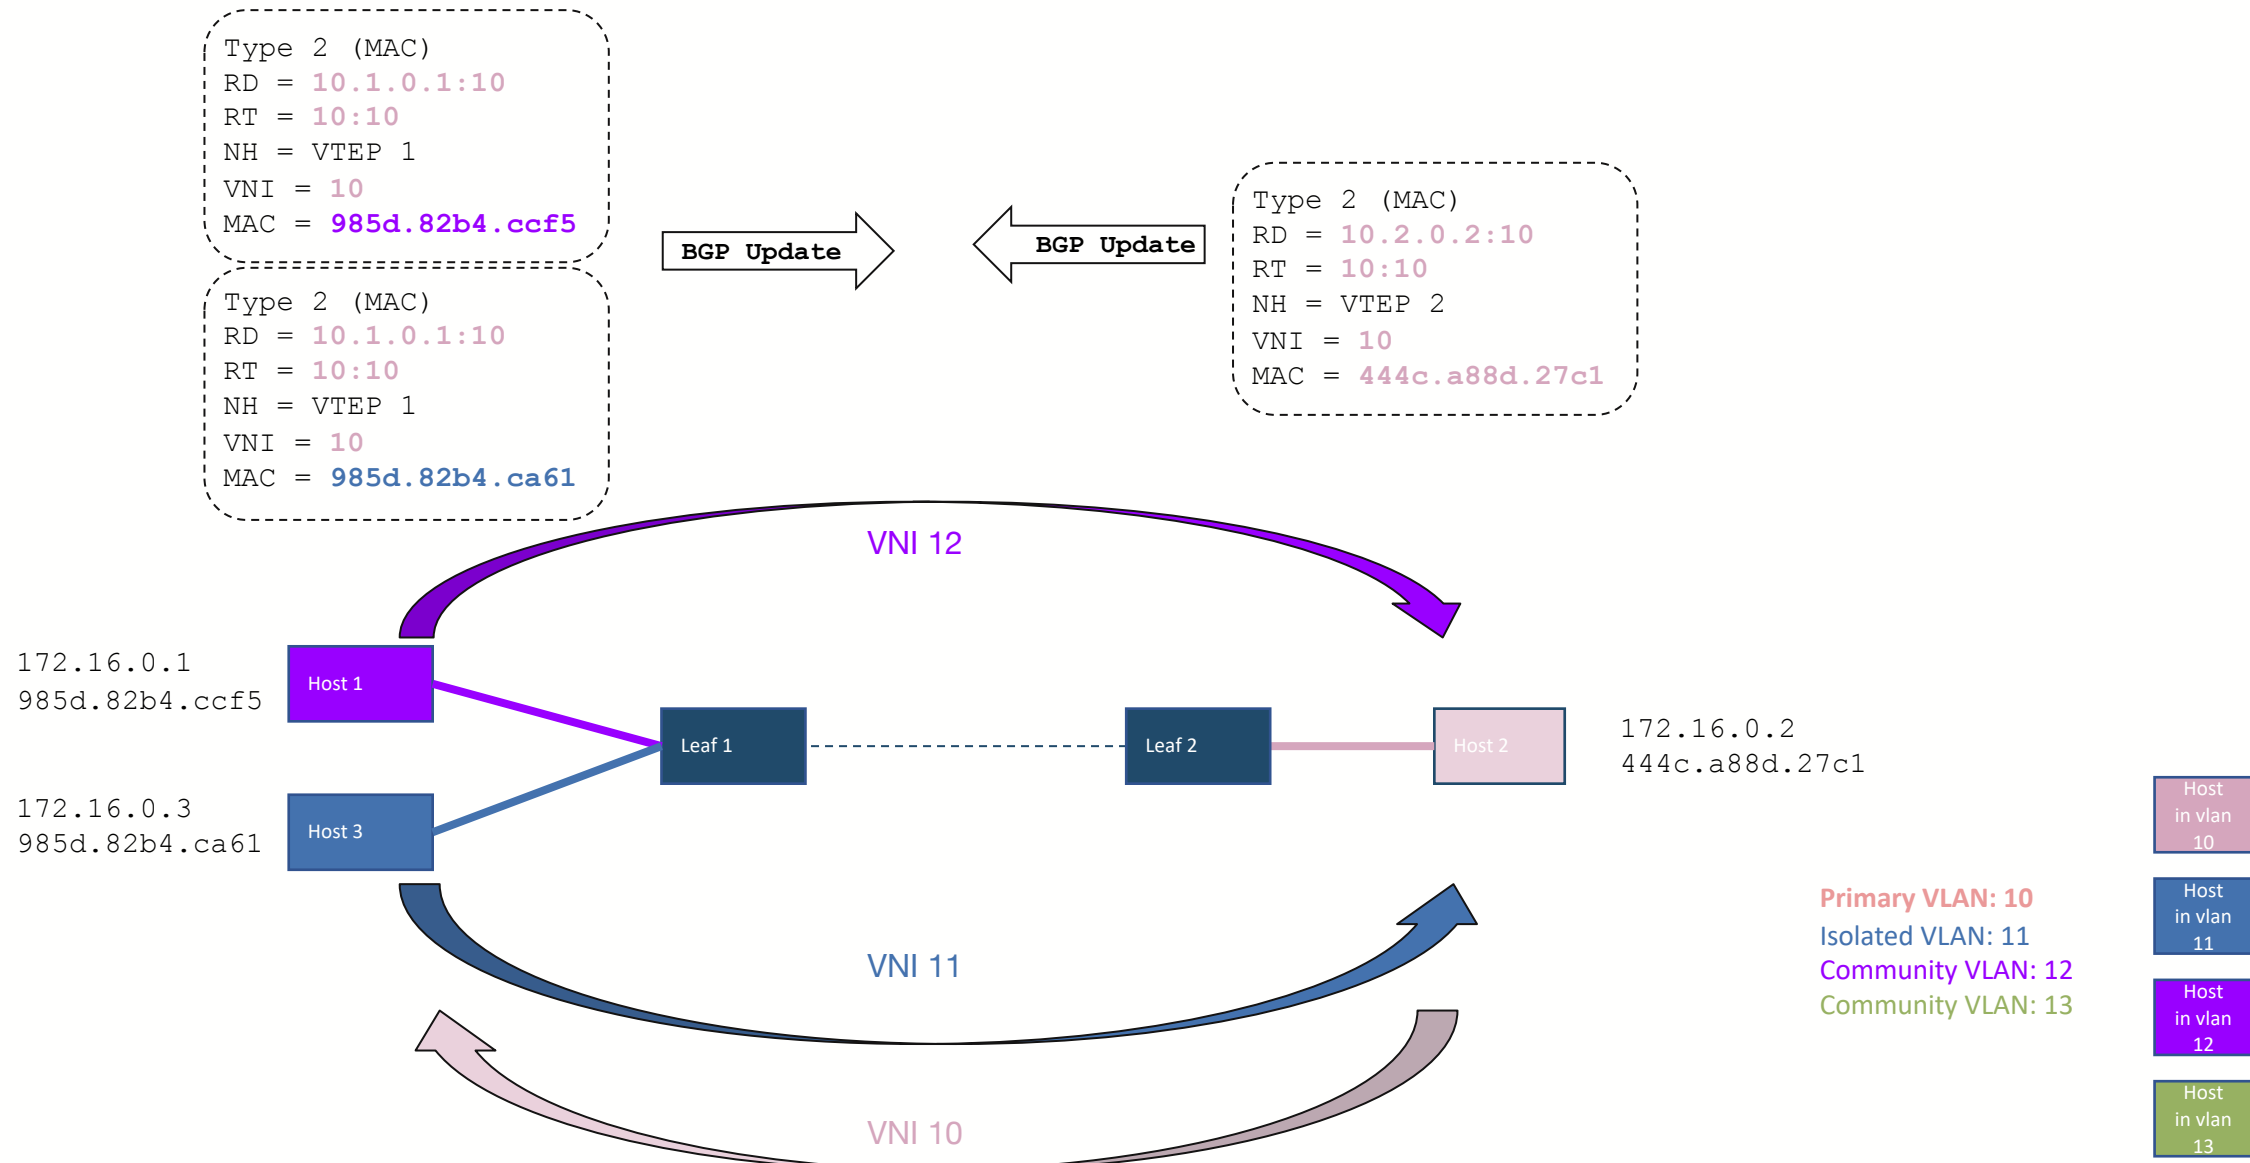 Type 2 (MAC)
RD = 10.1.0.1:10
RT = 10:10
NH = VTEP 1
VNI = 10
MAC = 985d.82b4.ccf5
Type 2 (MAC)
RD = 10.1.0.1:10
RT = 10:10
NH = VTEP 1
VNI = 10
MAC = 985d.82b4.ca61
BGP Update
BGP Update
Type 2 (MAC)
RD = 10.2.0.2:10
RT = 10:10
NH = VTEP 2
VNI = 10
MAC = 444c.a88d.27c1
VNI 12
172.16.0.1
985d.82b4.ccf5
Host 1
Leaf 1
Leaf 2
Host 2
172.16.0.2
444c.a88d.27c1
172.16.0.3
985d.82b4.ca61
Host 3
VNI 11
VNI 10
Primary VLAN: 10
Isolated VLAN: 11
Community VLAN: 12
Community VLAN: 13
Host
in vlan
10
Host
in vlan
11
Host
in vlan
12
Host
in vlan
13